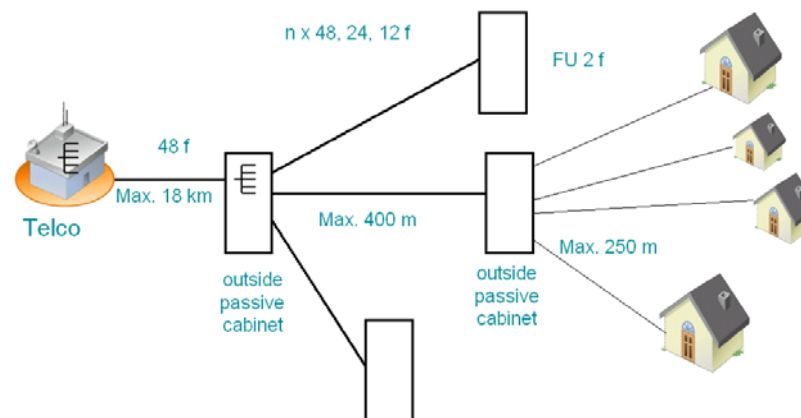 n x 48, 24, 12 f
FU 2 f
48 f
Max. 18 km
Telco
Max. 400 m
Max. 250 m
outside
passive
cabinet
outside
passive
cabinet